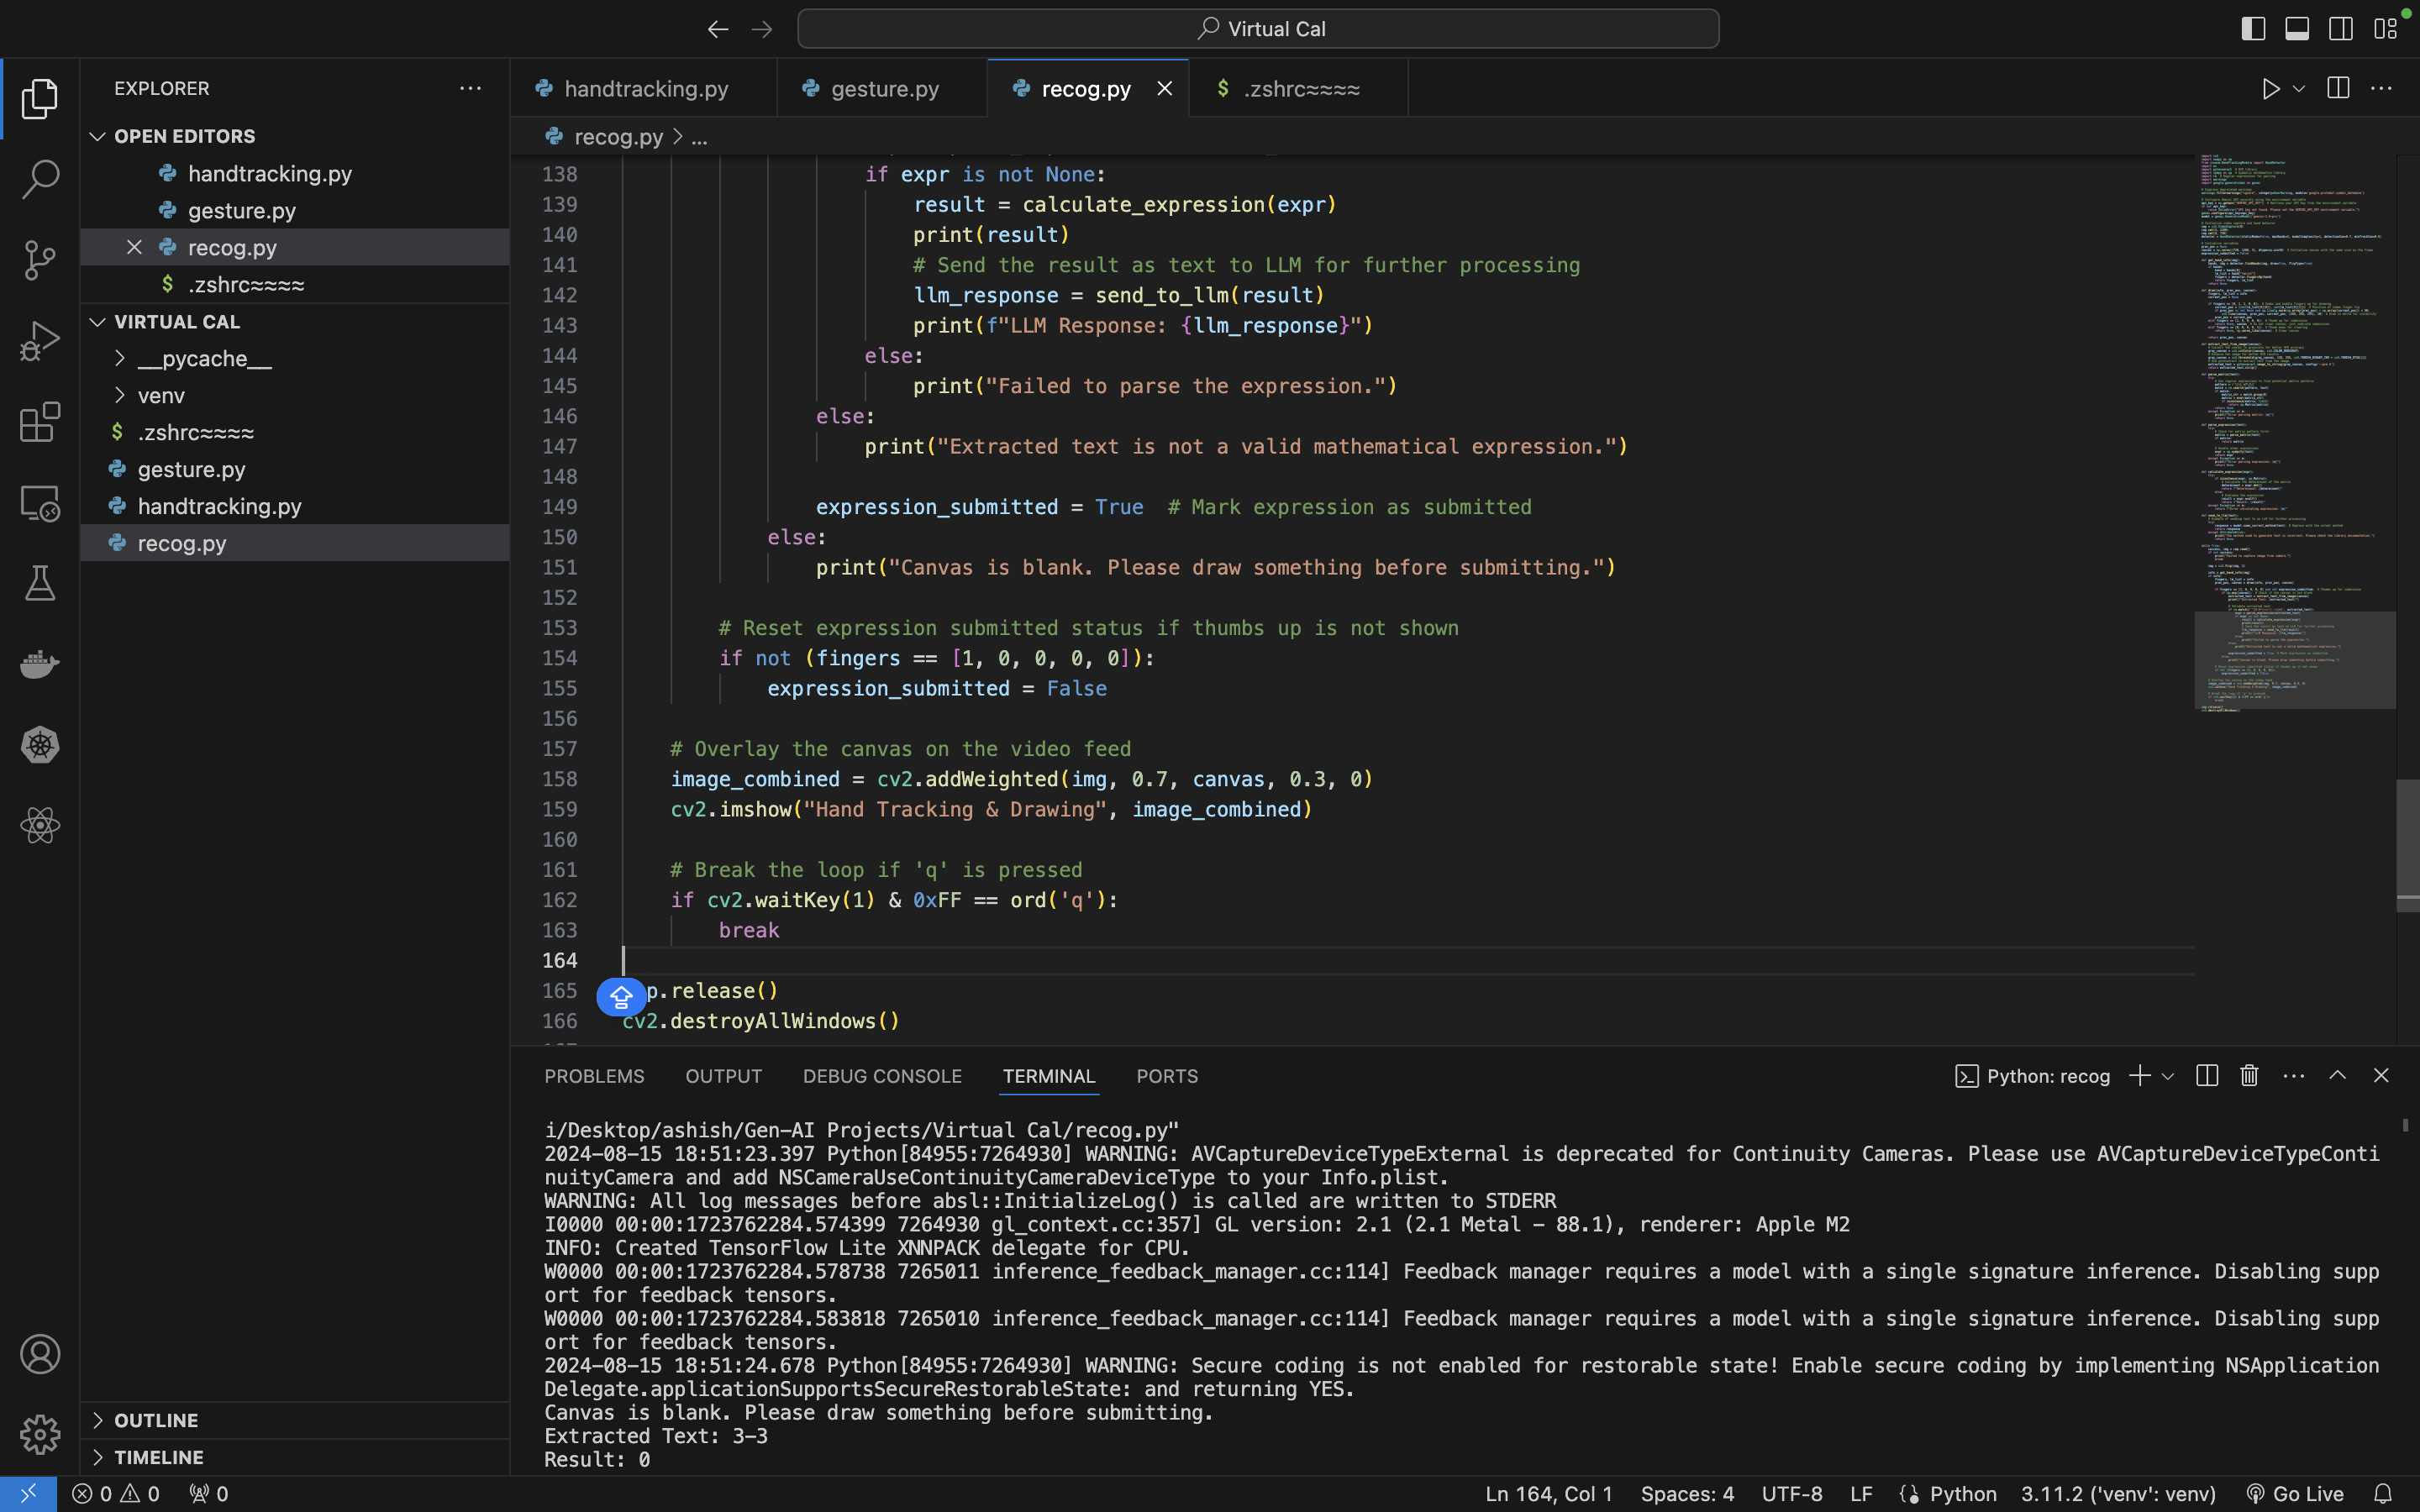 Virtual Cal
EXPLORER
OPEN EDITORS
handtracking.py
gesture.py
recog.py
$ .zshrc≈≈≈≈
VIRTUAL CAL
__pycache__
venv
$ .zshrc≈≈≈≈
gesture.py
handtracking.py
recog.py
OUTLINE
TIMELINE
handtracking.py
gesture.py
recog.py
$ .zshrc≈≈≈≈
recog.py > ...
138 if expr is not None:
139 result = calculate_expression(expr)
140 print(result)
141 # Send the result as text to LLM for further processing
142 llm_response = send_to_llm(result)
143 print(f"LLM Response: {llm_response}")
144 else:
145 print("Failed to parse the expression.")
146 else:
147 print("Extracted text is not a valid mathematical expression.")
148
149 expression_submitted = True # Mark expression as submitted
150 else:
151 print("Canvas is blank. Please draw something before submitting.")
152
153 # Reset expression submitted status if thumbs up is not shown
154 if not (fingers == [1, 0, 0, 0, 0]):
155 expression_submitted = False
156
157 # Overlay the canvas on the video feed
158 image_combined = cv2.addWeighted(img, 0.7, canvas, 0.3, 0)
159 cv2.imshow("Hand Tracking & Drawing", image_combined)
160
161 # Break the loop if 'q' is pressed
162 if cv2.waitKey(1) & 0xFF == ord('q'):
163 break
164
165 p.release()
166 cv2.destroyAllWindows()
PROBLEMS OUTPUT DEBUG CONSOLE TERMINAL PORTS
Python: recog
i/Desktop/ashish/Gen-AI Projects/Virtual Cal/recog.py"
2024-08-15 18:51:23.397 Python[84955:7264930] WARNING: AVCaptureDeviceTypeExternal is deprecated for Continuity Cameras. Please use AVCaptureDeviceTypeConti
nuityCamera and add NSCameraUseContinuityCameraDeviceType to your Info.plist.
WARNING: All log messages before absl::InitializeLog() is called are written to STDERR
I0000 00:00:1723762284.574399 7264930 gl_context.cc:357] GL version: 2.1 (2.1 Metal - 88.1), renderer: Apple M2
INFO: Created TensorFlow Lite XNNPACK delegate for CPU.
W0000 00:00:1723762284.578738 7265011 inference_feedback_manager.cc:114] Feedback manager requires a model with a single signature inference. Disabling supp
ort for feedback tensors.
W0000 00:00:1723762284.583818 7265010 inference_feedback_manager.cc:114] Feedback manager requires a model with a single signature inference. Disabling supp
ort for feedback tensors.
2024-08-15 18:51:24.678 Python[84955:7264930] WARNING: Secure coding is not enabled for restorable state! Enable secure coding by implementing NSApplication
Delegate.applicationSupportsSecureRestorableState: and returning YES.
Canvas is blank. Please draw something before submitting.
Extracted Text: 3-3
Result: 0
0 0 0
Ln 164, Col 1 Spaces: 4 UTF-8 LF Python 3.11.2 ('venv': venv) Go Live